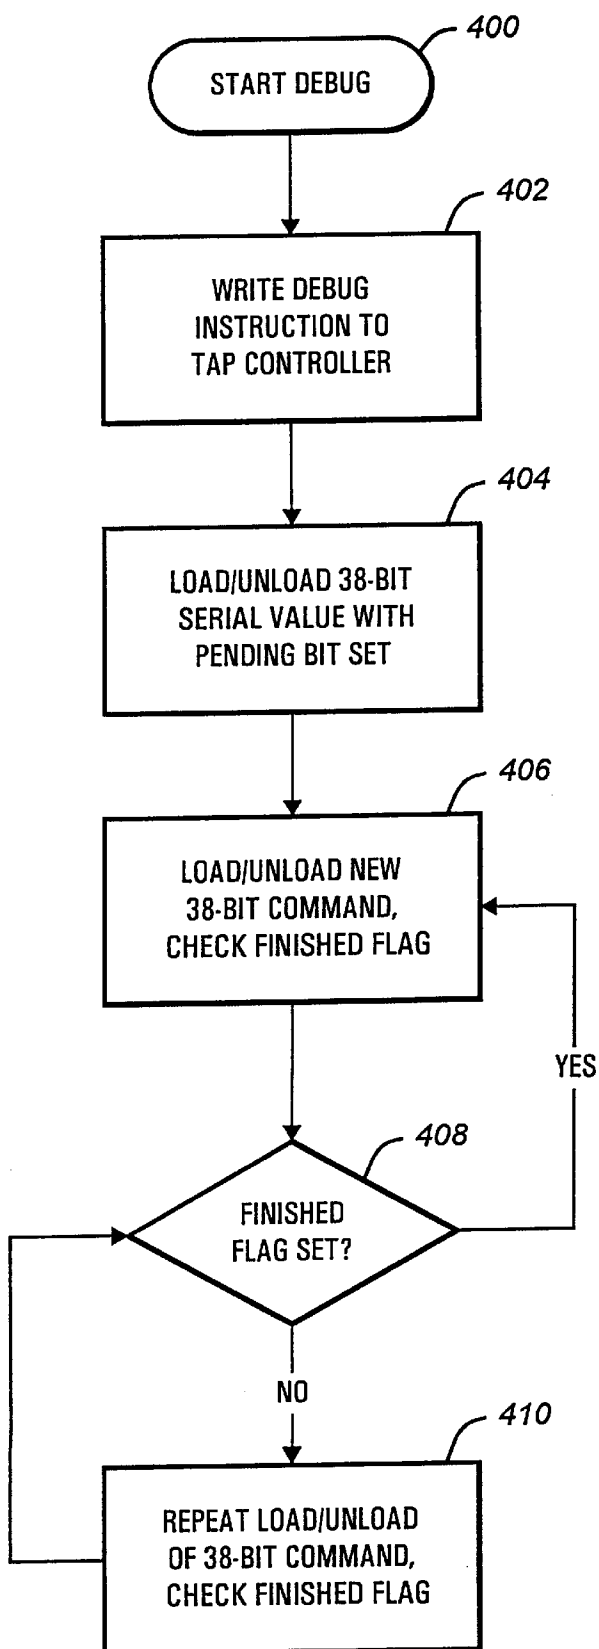 400
START DEBUG
402
WRITE DEBUG
INSTRUCTION TO
TAP CONTROLLER
404
LOAD/UNLOAD 38-BIT
SERIAL VALUE WITH
PENDING BIT SET
406
LOAD/UNLOAD NEW
38-BIT COMMAND,
CHECK FINISHED FLAG
YES
408
FINISHED
FLAG SET?
NO
410
REPEAT LOAD/UNLOAD
OF 38-BIT COMMAND,
CHECK FINISHED FLAG